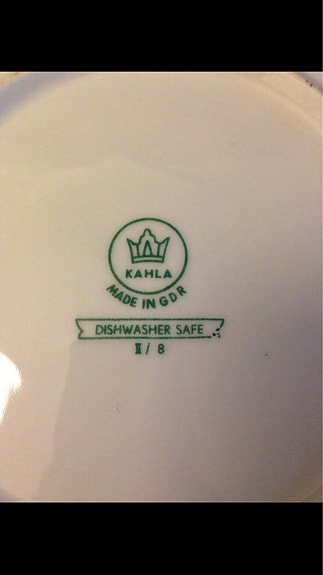 KAHLA
MADE IN GDR
DISHWASHER SAFE
II / 8